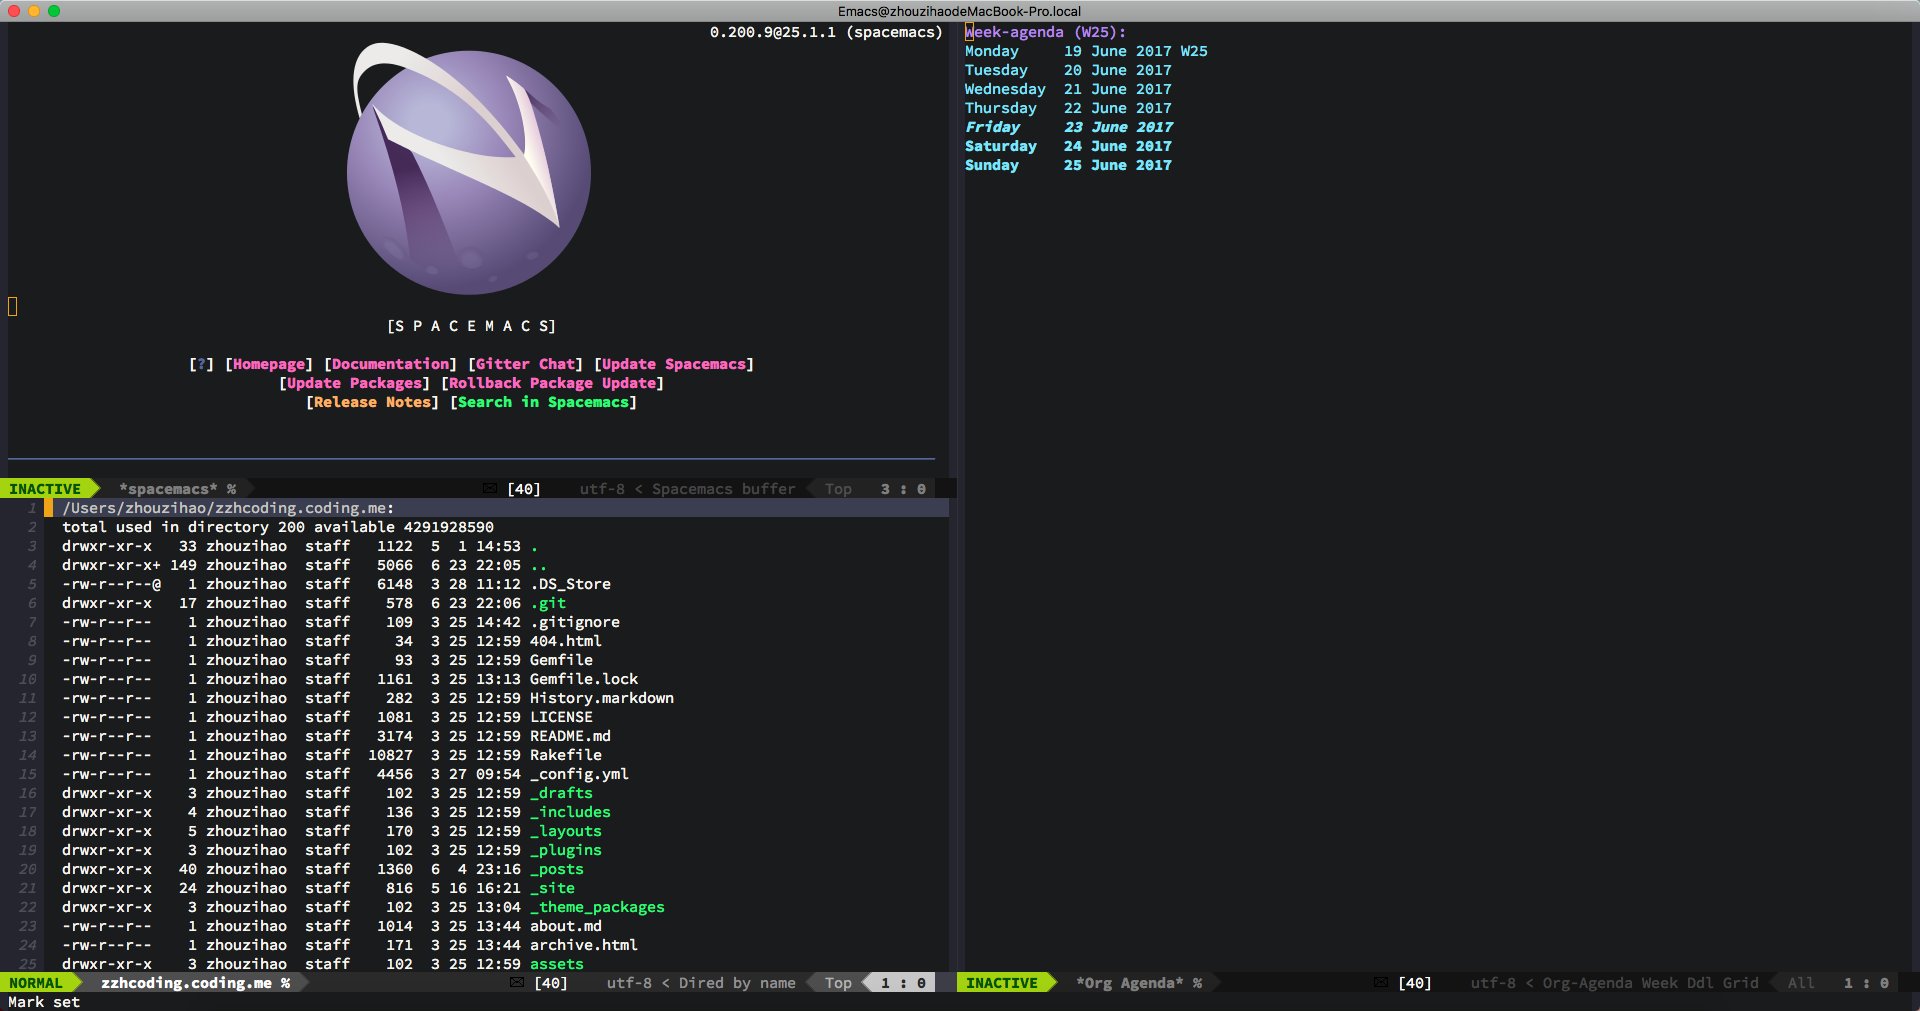 Emacs@zhouzihaodeMacBook-Pro.local
0.200.9@25.1.1 (spacemacs)
[S P A C E M A C S]
[?] [Homepage] [Documentation] [Gitter Chat] [Update Spacemacs]
[Update Packages] [Rollback Package Update]
[Release Notes] [Search in Spacemacs]
INACTIVE *spacemacs* % [40] utf-8 < Spacemacs buffer Top 3 : 0
1 /Users/zhouzihao/zzhcoding.coding.me:
2 total used in directory 200 available 4291928590
3 drwxr-xr-x 33 zhouzihao staff 1122 5 1 14:53 .
4 drwxr-xr-x+ 149 zhouzihao staff 5066 6 23 22:05 ..
5 -rw-r--r--@ 1 zhouzihao staff 6148 3 28 11:12 .DS_Store
6 drwxr-xr-x 17 zhouzihao staff 578 6 23 22:06 .git
7 -rw-r--r-- 1 zhouzihao staff 109 3 25 14:42 .gitignore
8 -rw-r--r-- 1 zhouzihao staff 34 3 25 12:59 404.html
9 -rw-r--r-- 1 zhouzihao staff 93 3 25 12:59 Gemfile
10 -rw-r--r-- 1 zhouzihao staff 1161 3 25 13:13 Gemfile.lock
11 -rw-r--r-- 1 zhouzihao staff 282 3 25 12:59 History.markdown
12 -rw-r--r-- 1 zhouzihao staff 1081 3 25 12:59 LICENSE
13 -rw-r--r-- 1 zhouzihao staff 3174 3 25 12:59 README.md
14 -rw-r--r-- 1 zhouzihao staff 10827 3 25 12:59 Rakefile
15 -rw-r--r-- 1 zhouzihao staff 4456 3 27 09:54 _config.yml
16 drwxr-xr-x 3 zhouzihao staff 102 3 25 12:59 _drafts
17 drwxr-xr-x 4 zhouzihao staff 136 3 25 12:59 _includes
18 drwxr-xr-x 5 zhouzihao staff 170 3 25 12:59 _layouts
19 drwxr-xr-x 3 zhouzihao staff 102 3 25 12:59 _plugins
20 drwxr-xr-x 40 zhouzihao staff 1360 6 4 23:16 _posts
21 drwxr-xr-x 24 zhouzihao staff 816 5 16 16:21 _site
22 drwxr-xr-x 3 zhouzihao staff 102 3 25 13:04 _theme_packages
23 -rw-r--r-- 1 zhouzihao staff 1014 3 25 13:44 about.md
24 -rw-r--r-- 1 zhouzihao staff 171 3 25 13:44 archive.html
25 drwxr-xr-x 3 zhouzihao staff 102 3 25 12:59 assets
NORMAL zzhcoding.coding.me % [40] utf-8 < Dired by name Top 1 : 0
Mark set
Week-agenda (W25):
Monday 19 June 2017 W25
Tuesday 20 June 2017
Wednesday 21 June 2017
Thursday 22 June 2017
Friday 23 June 2017
Saturday 24 June 2017
Sunday 25 June 2017
INACTIVE *Org Agenda* % [40] utf-8 < Org-Agenda Week Ddl Grid All 1 : 0